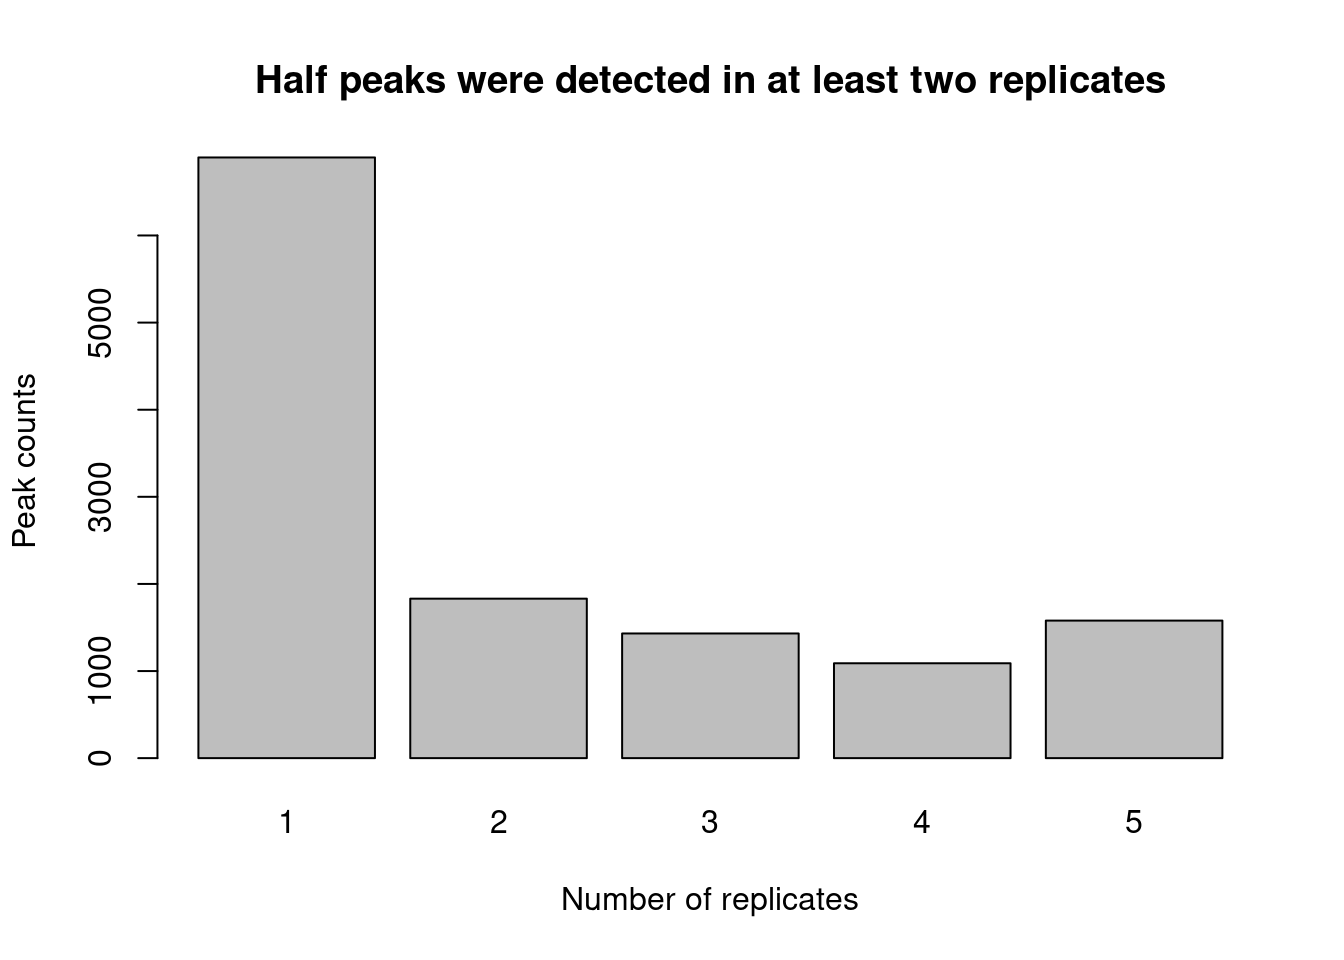 Half peaks were detected in at least two replicates
5000
3000
1000
0
Peak counts
1 2 3 4 5
Number of replicates